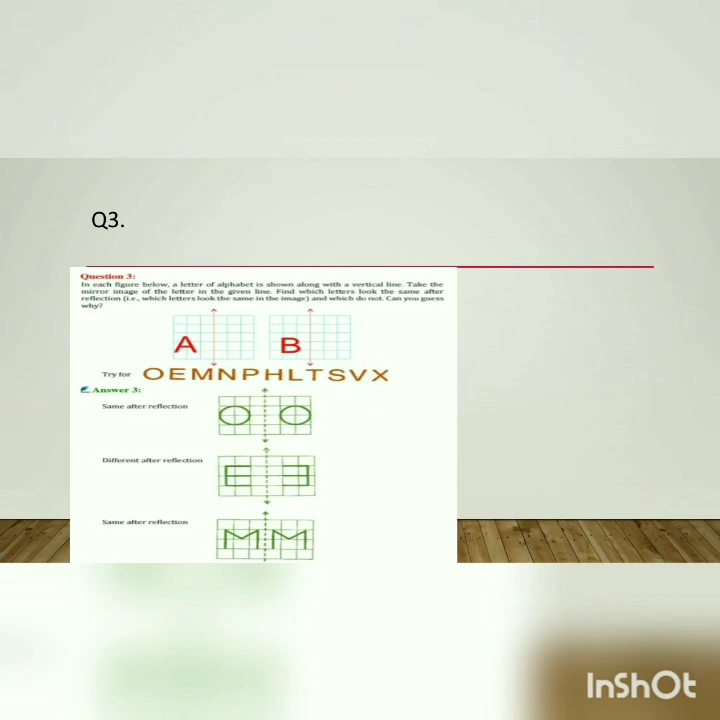 Q3.
Question 3:
In each figure below, a letter of alphabet is shown along with a vertical line. Take the
mirror image of the letter in the given line. Find which letters look the same after
reflection (i.e., which letters look the same in the image) and which do not. Can you guess
why?
A B
Try for OEMNPHLTSVX
Answer 3:
Same after reflection
O O
Different after reflection
E Ǝ
Same after reflection
M M
InShOt